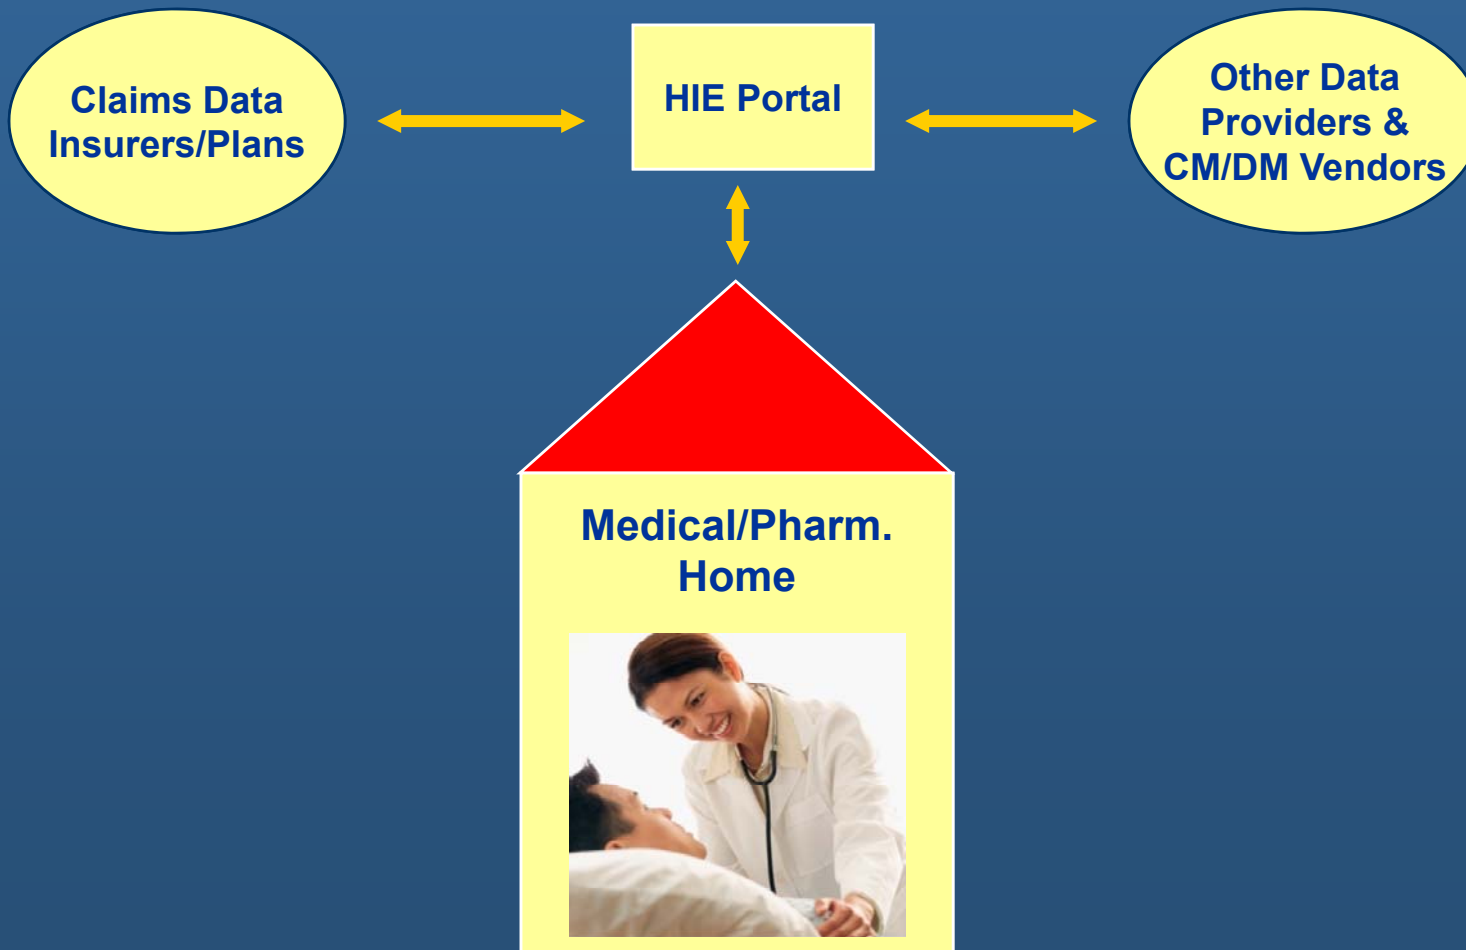 Claims Data
Insurers/Plans
HIE Portal
Other Data
Providers &
CM/DM Vendors
Medical/Pharm.
Home